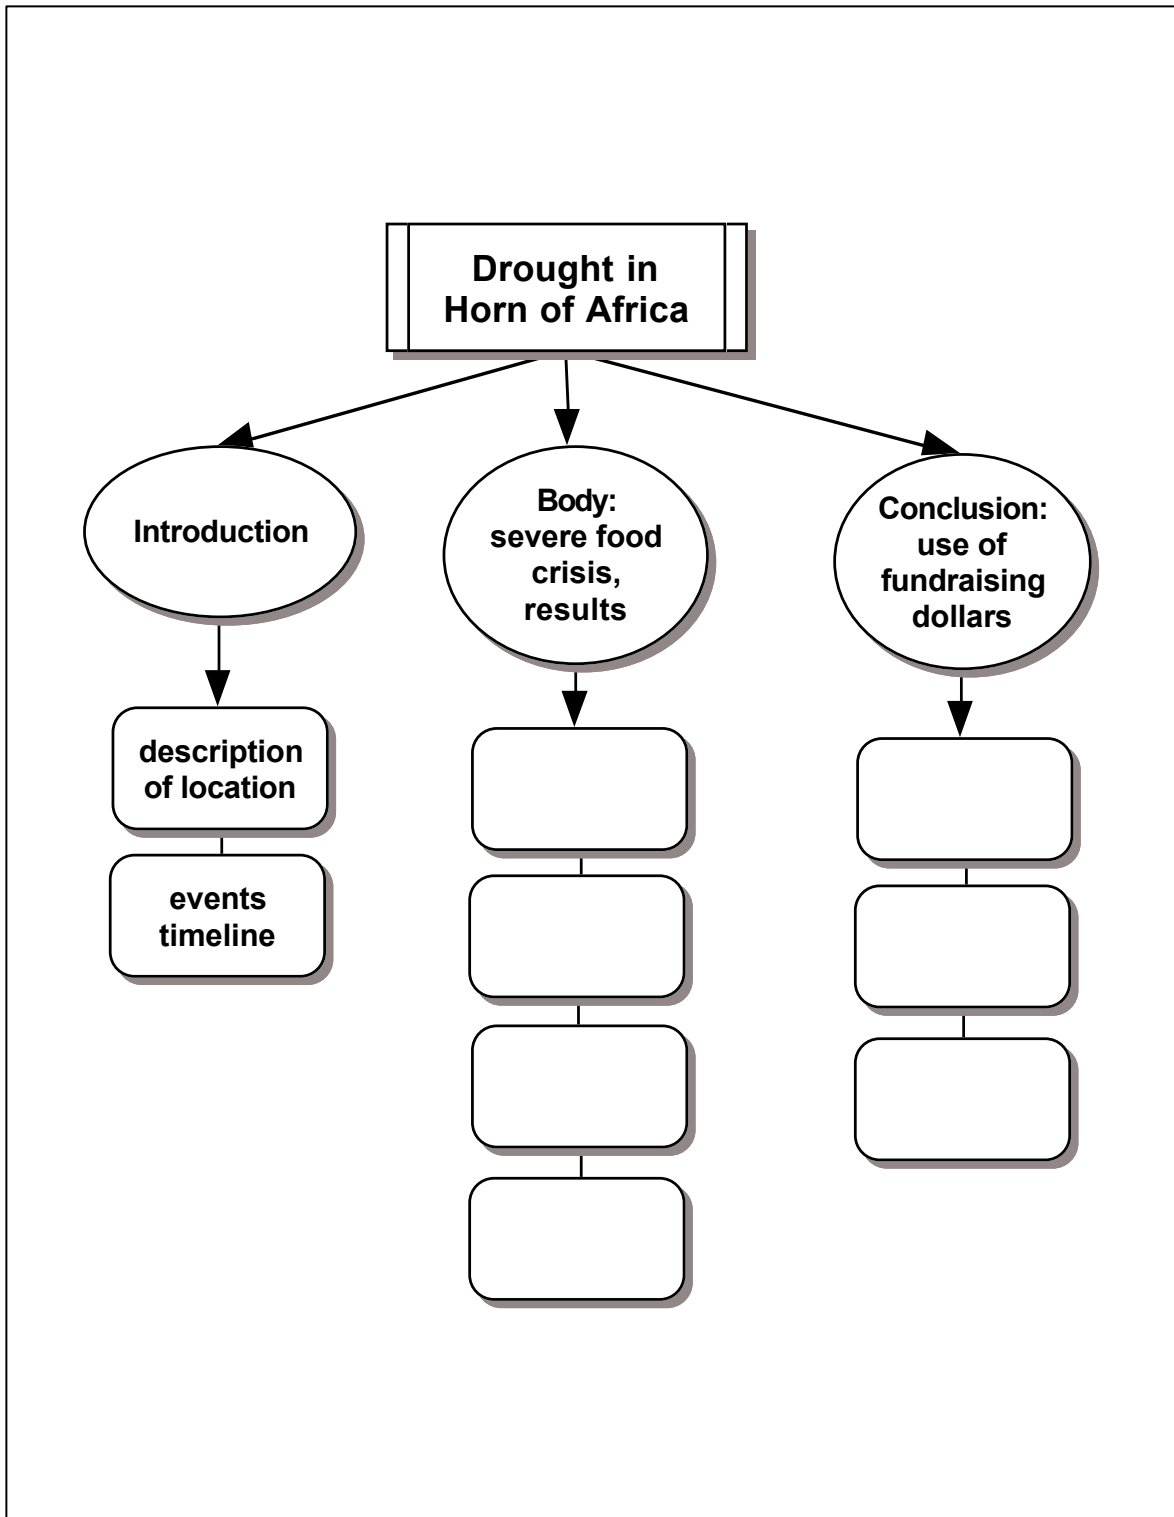 Drought in
Horn of Africa
Introduction
Body:
severe food
crisis,
results
Conclusion:
use of
fundraising
dollars
description
of location
events
timeline